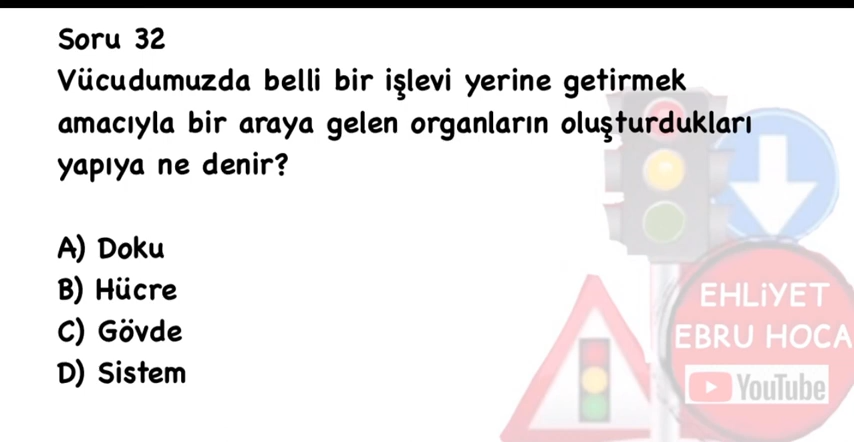 Soru 32
Vücudumuzda belli bir işlevi yerine getirmek
amacıyla bir araya gelen organların oluşturdukları
yapıya ne denir?
A) Doku
B) Hücre
C) Gövde
D) Sistem
EHLİYET
EBRU HOCA
YouTube